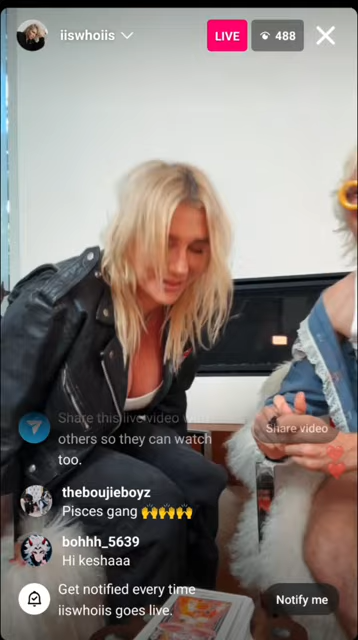 iiswhoiis
LIVE
488
Share this live video with
others so they can watch
too.
Share video
theboujieboyz
Pisces gang 🙌🙌🙌
bohhh_5639
Hi keshaaa
Get notified every time
iiswhoiis goes live.
Notify me